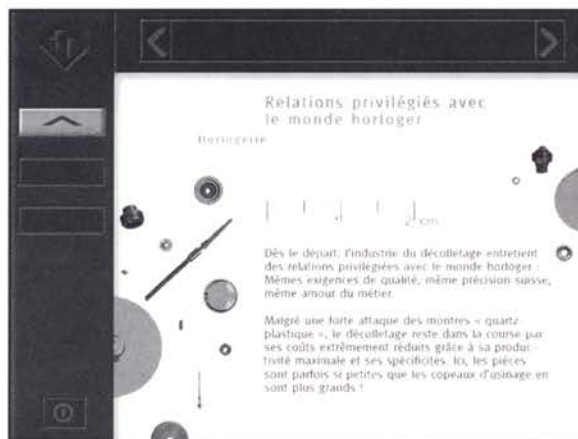 Relations privilégiés avec
le monde horloger
Horlogerie
1 2 cm
Dès le départ, l'industrie du décolletage entretient
des relations privilégiées avec le monde horloger :
Mêmes exigences de qualité, même précision suisse,
même amour du métier.
Malgré une forte attaque des montres « quartz-
plastique », le décolletage reste dans la course par
ses coûts extrêmement réduits grâce à sa produc-
tivité maximale et ses spécificités. Ici, les pièces
sont parfois si petites que les copeaux d'usinage en
sont plus grands !